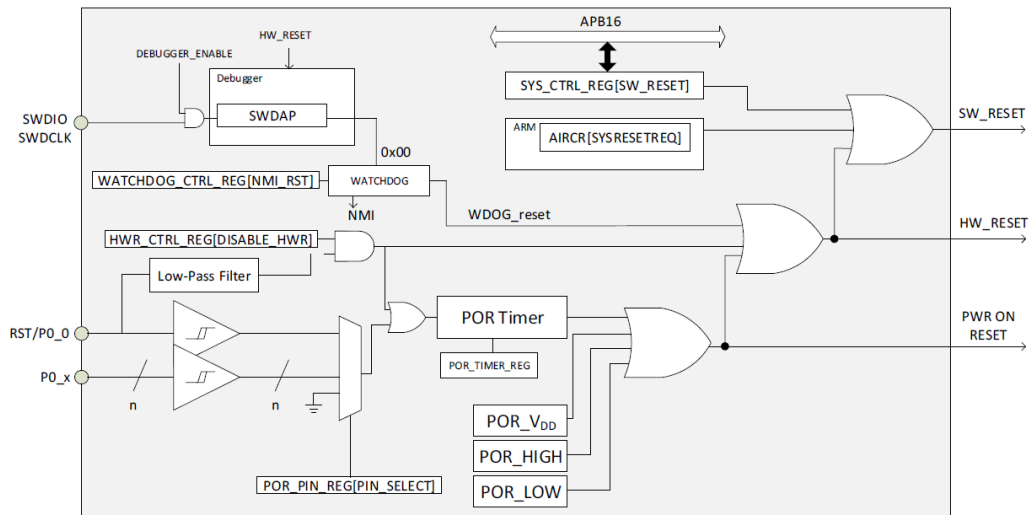 APB16
HW_RESET
DEBUGGER_ENABLE
Debugger
SWDAP
SYS_CTRL_REG[SW_RESET]
SWDIO
SWDCLK
ARM
AIRCR[SYSRESETREQ]
SW_RESET
0x00
WATCHDOG_CTRL_REG[NMI_RST]
WATCHDOG
NMI
WDOG_reset
HW_RESET
HWR_CTRL_REG[DISABLE_HWR]
Low-Pass Filter
RST/P0_0
POR Timer
PWR ON
RESET
POR_TIMER_REG
P0_x
n
n
POR_VDD
POR_HIGH
POR_LOW
POR_PIN_REG[PIN_SELECT]